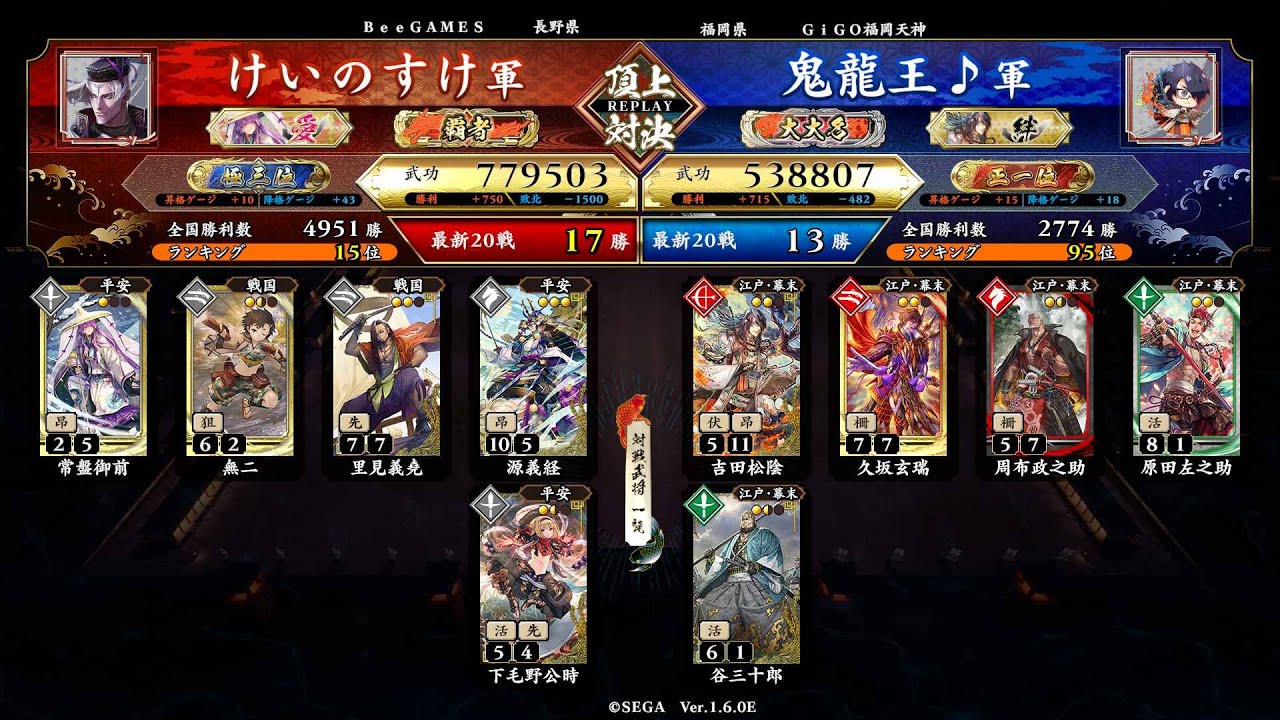 BeeGAMES 長野県
福岡県 GiGO福岡天神
けいのすけ軍
頂上
REPLAY
対決
鬼龍王♪軍
愛
覇者
大大名
絆
極三位
武功 779503
武功 538807
正一位
昇格ゲージ +10 降格ゲージ +43
勝利 +750 敗北 -1500
勝利 +715 敗北 -482
昇格ゲージ +15 降格ゲージ +18
全国勝利数 4951勝
最新20戦 17勝
最新20戦 13勝
全国勝利数 2774勝
ランキング 15位
ランキング 95位
平安
戦国
戦国
平安
江戸・幕末
江戸・幕末
江戸・幕末
江戸・幕末
昂
狙
先
昂
伏 昂
柵
柵
活
2 5
6 2
7 7
10 5
5 11
7 7
5 7
8 1
常盤御前
無二
里見義堯
源義経
吉田松陰
久坂玄瑞
周布政之助
原田左之助
対戦武将一覧
平安
江戸・幕末
活 先
活
5 4
6 1
下毛野公時
谷三十郎
©SEGA Ver.1.6.0E